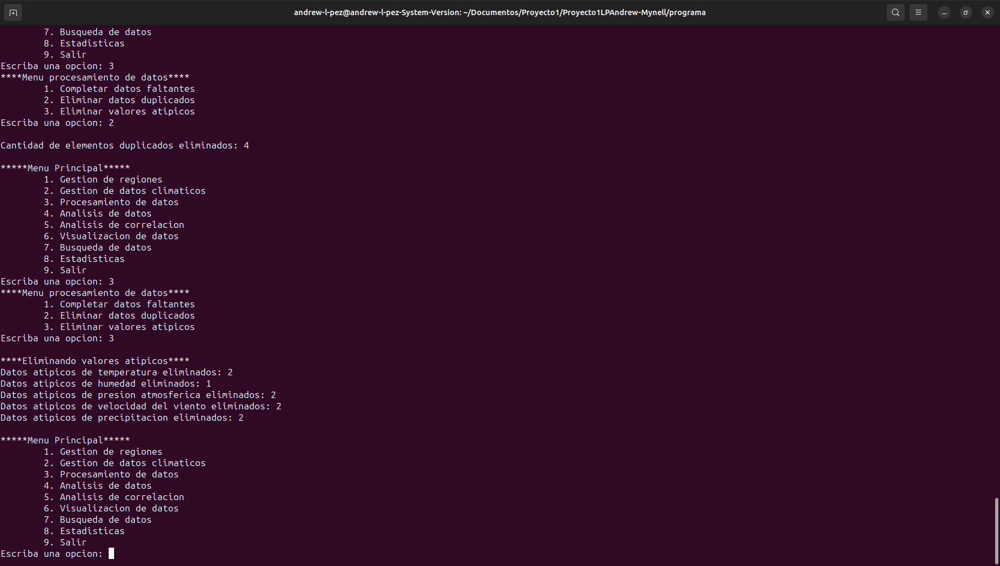 andrew-l-pez@andrew-l-pez-System-Version: ~/Documentos/Proyecto1/Proyecto1LPAndrew-Mynell/programa
7. Busqueda de datos
8. Estadisticas
9. Salir
Escriba una opcion: 3
****Menu procesamiento de datos****
1. Completar datos faltantes
2. Eliminar datos duplicados
3. Eliminar valores atipicos
Escriba una opcion: 2
Cantidad de elementos duplicados eliminados: 4
*****Menu Principal*****
1. Gestion de regiones
2. Gestion de datos climaticos
3. Procesamiento de datos
4. Analisis de datos
5. Analisis de correlacion
6. Visualizacion de datos
7. Busqueda de datos
8. Estadisticas
9. Salir
Escriba una opcion: 3
****Menu procesamiento de datos****
1. Completar datos faltantes
2. Eliminar datos duplicados
3. Eliminar valores atipicos
Escriba una opcion: 3
****Eliminando valores atipicos****
Datos atipicos de temperatura eliminados: 2
Datos atipicos de humedad eliminados: 1
Datos atipicos de presion atmosferica eliminados: 2
Datos atipicos de velocidad del viento eliminados: 2
Datos atipicos de precipitacion eliminados: 2
*****Menu Principal*****
1. Gestion de regiones
2. Gestion de datos climaticos
3. Procesamiento de datos
4. Analisis de datos
5. Analisis de correlacion
6. Visualizacion de datos
7. Busqueda de datos
8. Estadisticas
9. Salir
Escriba una opcion: